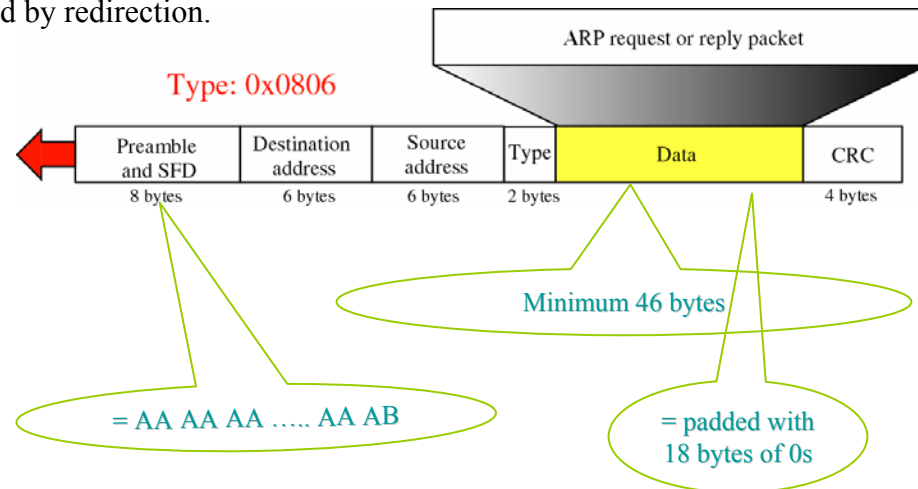 d by redirection.
ARP request or reply packet
Type: 0x0806
Preamble and SFD
Destination address
Source address
Type
Data
CRC
8 bytes
6 bytes
6 bytes
2 bytes
4 bytes
Minimum 46 bytes
= AA AA AA ….. AA AB
= padded with
18 bytes of 0s